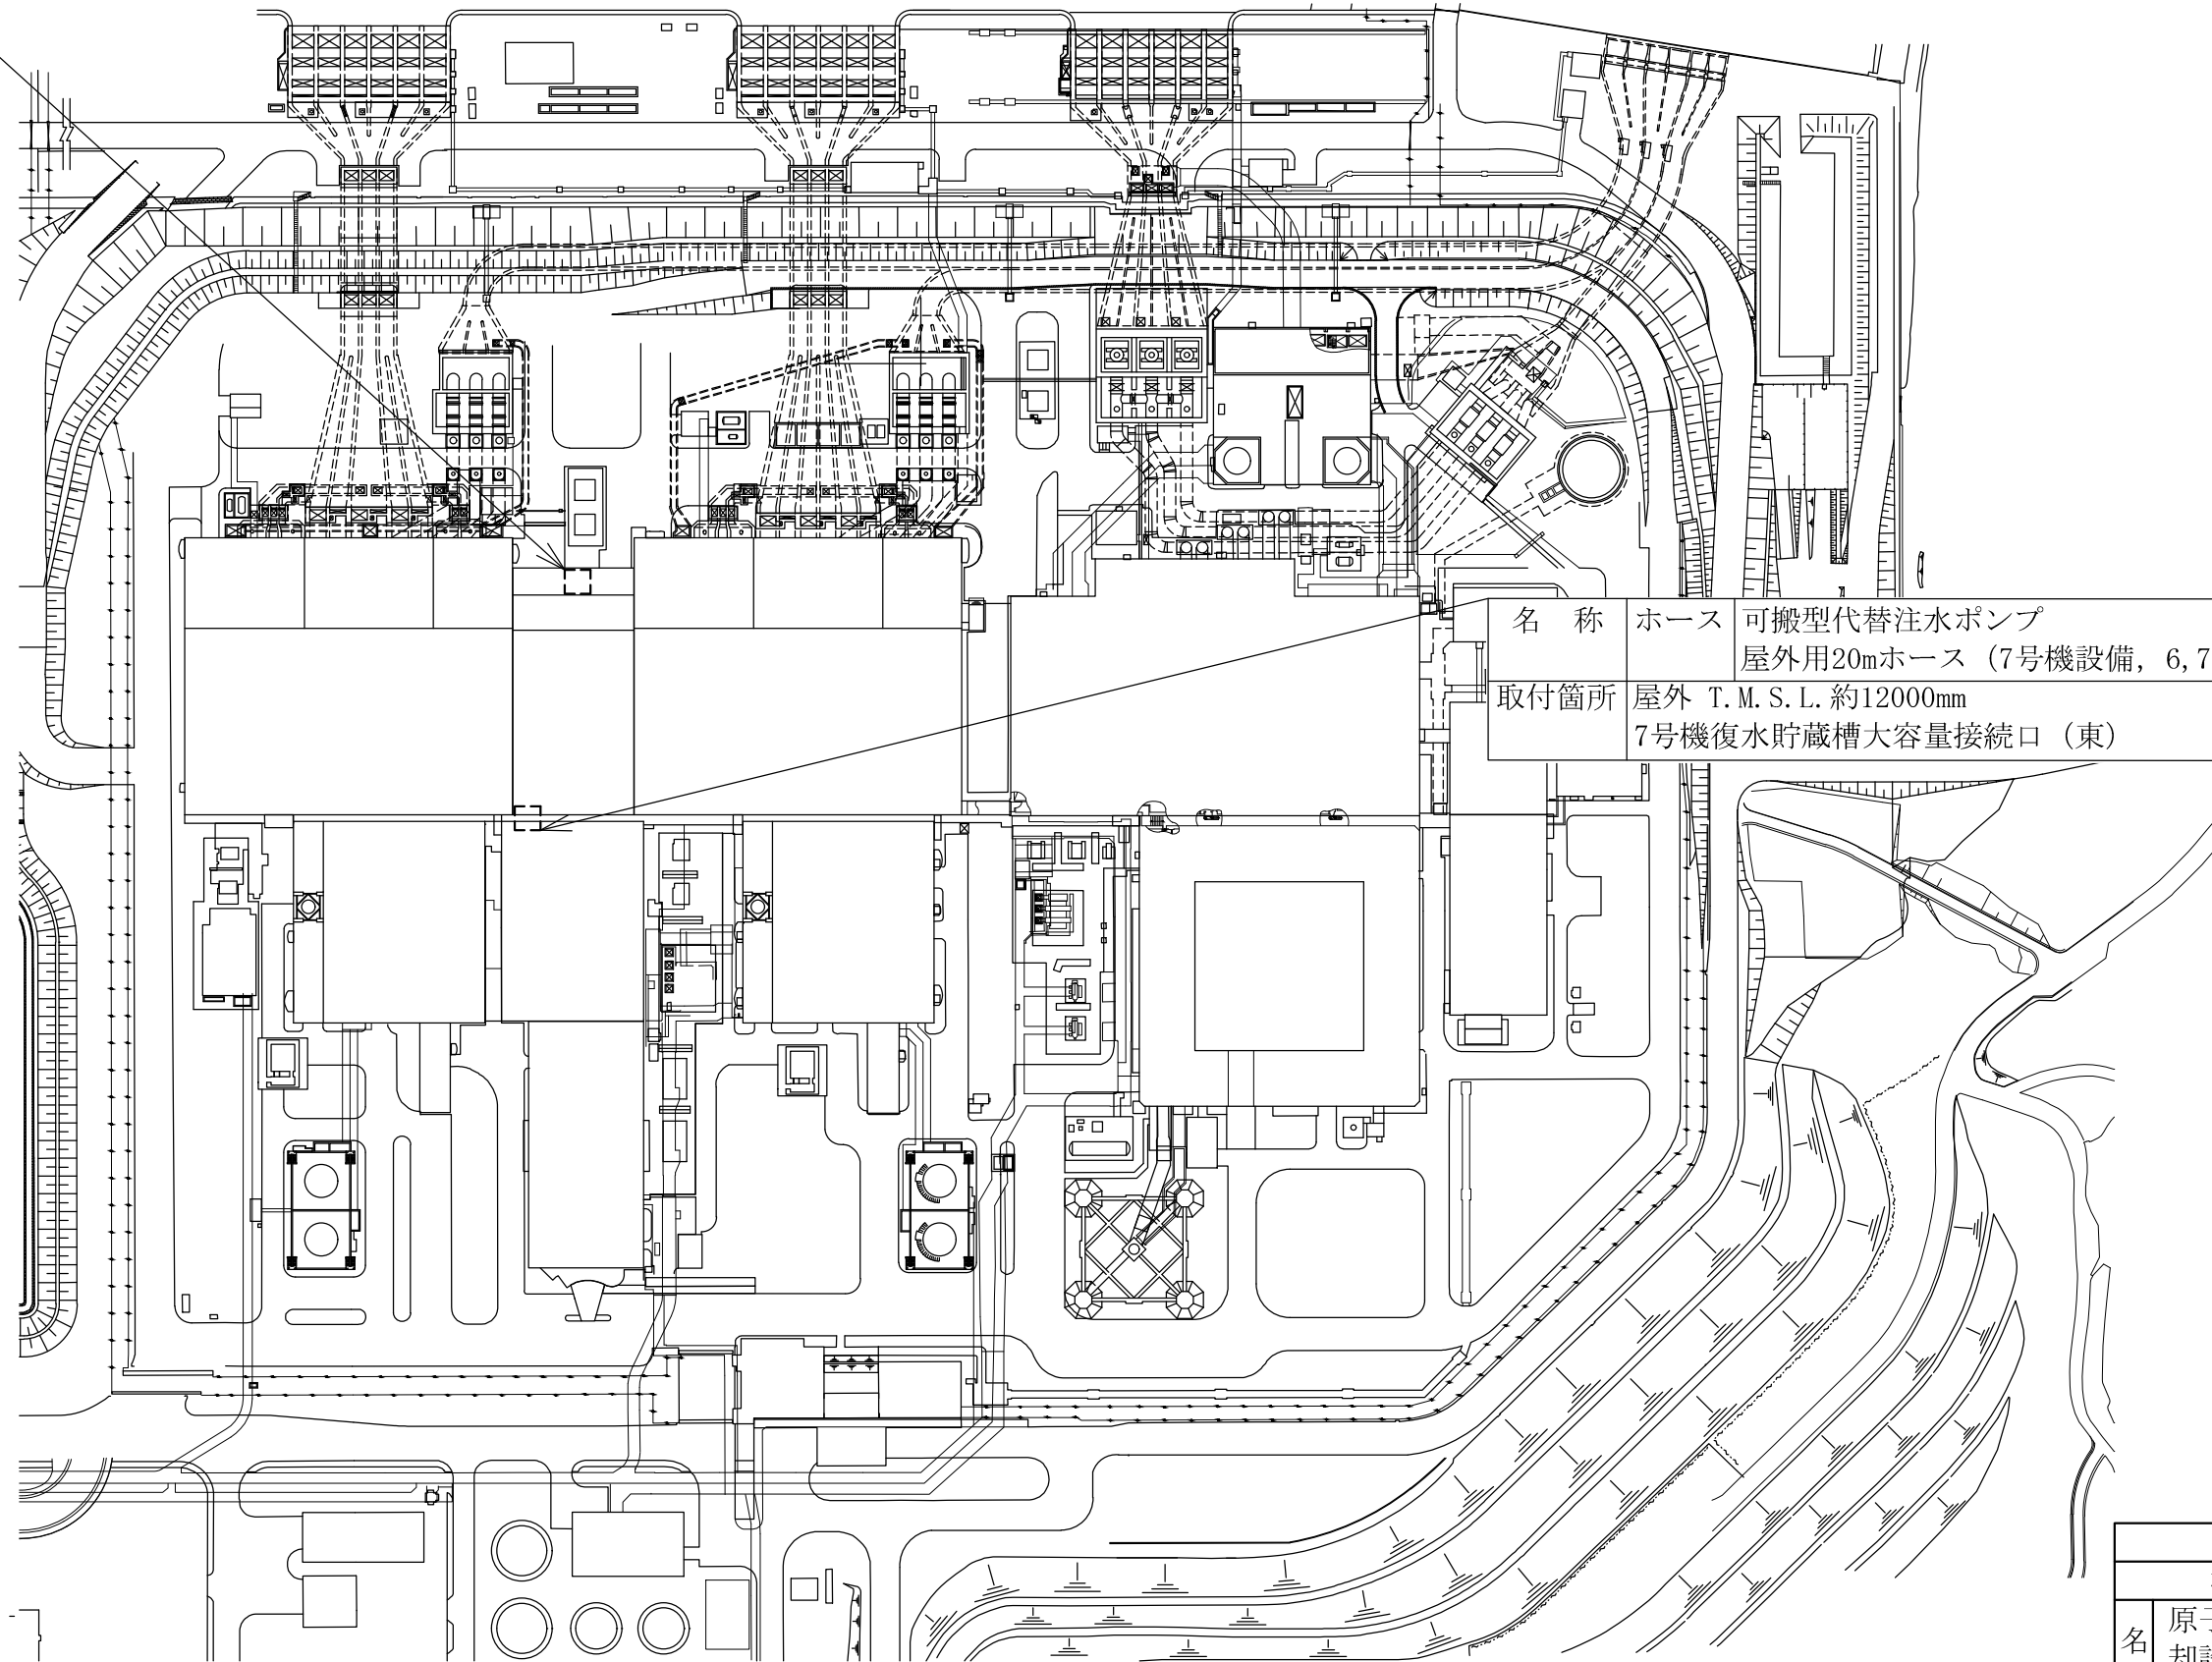 名 称 ホース 可搬型代替注水ポンプ
屋外用20mホース（7号機設備, 6,7
取付箇所 屋外 T.M.S.L.約12000mm
7号機復水貯蔵槽大容量接続口（東）
名 原